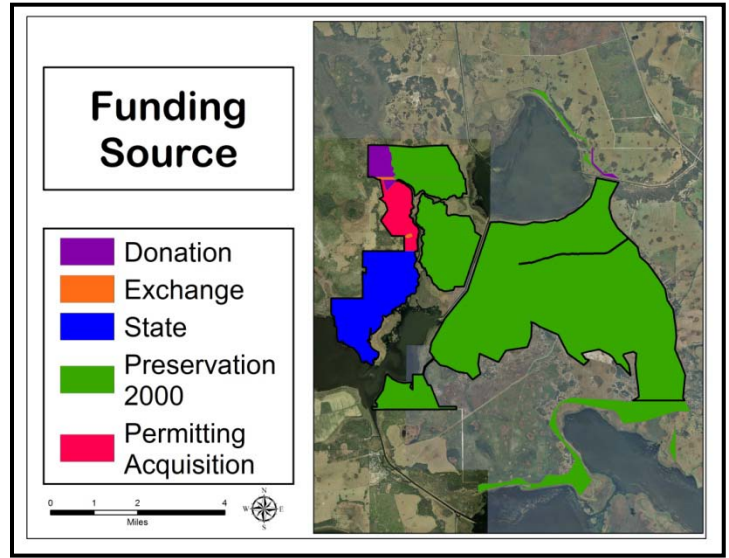 Funding
Source
Donation
Exchange
State
Preservation
2000
Permitting
Acquisition
0 1 2 4
Miles
N
W E
S